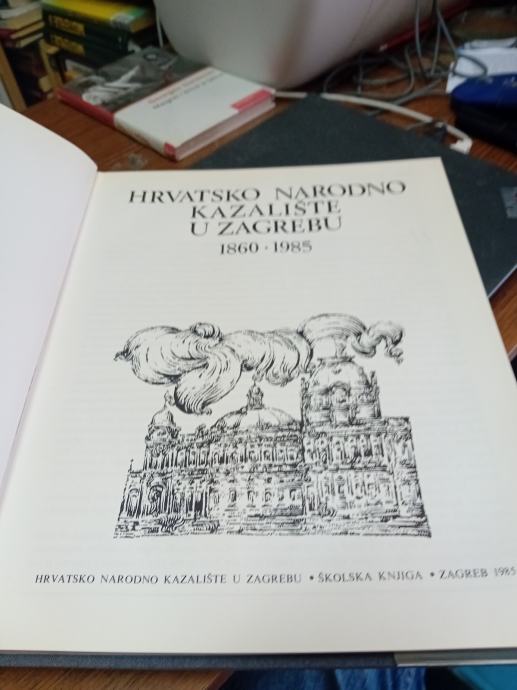 HRVATSKO NARODNO
KAZALIŠTE
U ZAGREBU
1860 · 1985
HRVATSKO NARODNO KAZALIŠTE U ZAGREBU • ŠKOLSKA KNJIGA • ZAGREB 1985